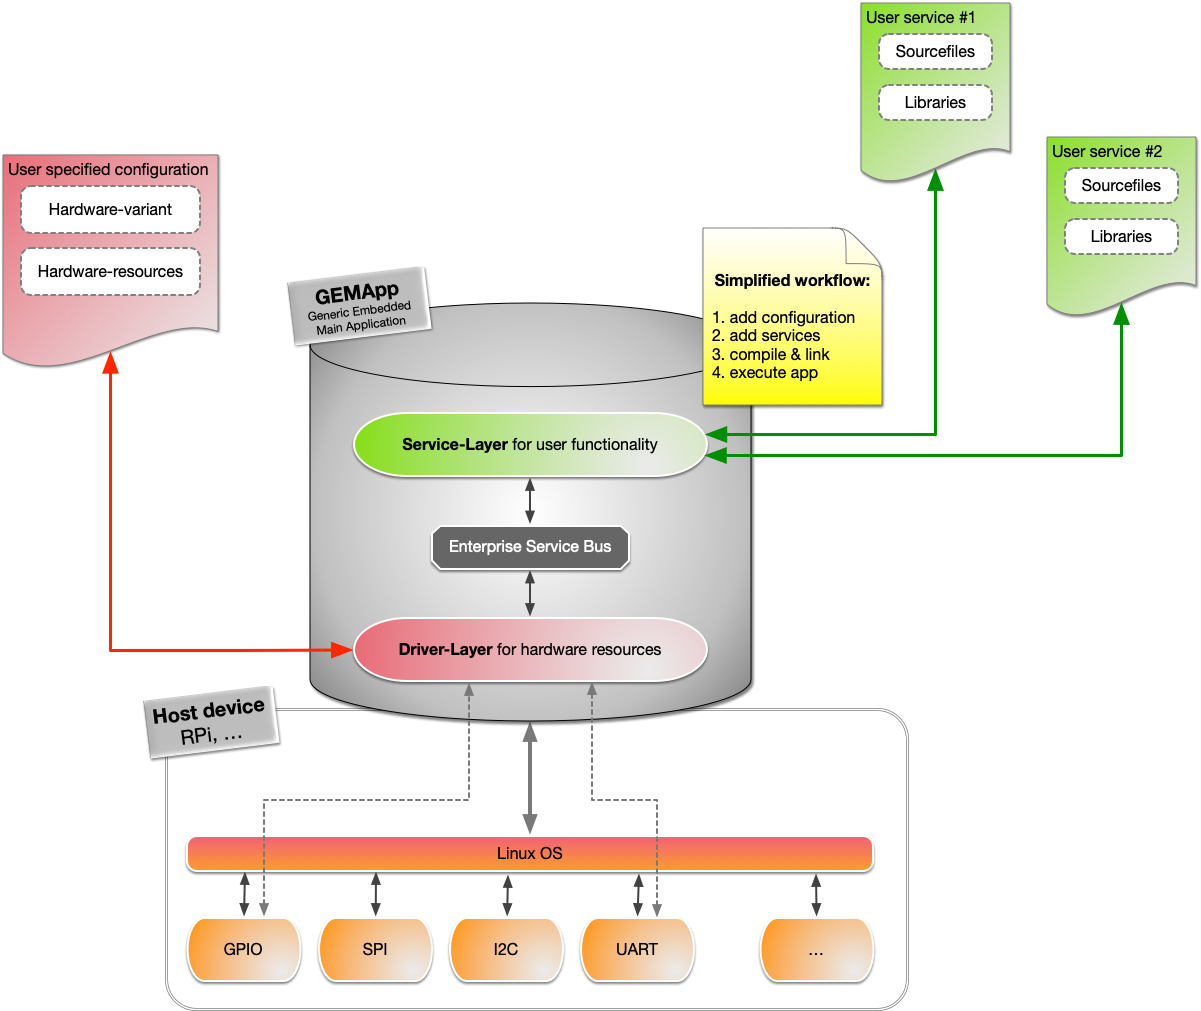 User service #1
Sourcefiles
Libraries
User service #2
Sourcefiles
Libraries
User specified configuration
Hardware-variant
Hardware-resources
Simplified workflow:
1. add configuration
2. add services
3. compile & link
4. execute app
GEMApp
Generic Embedded
Main Application
Service-Layer for user functionality
Enterprise Service Bus
Driver-Layer for hardware resources
Host device
RPi, ...
Linux OS
GPIO
SPI
I2C
UART
...